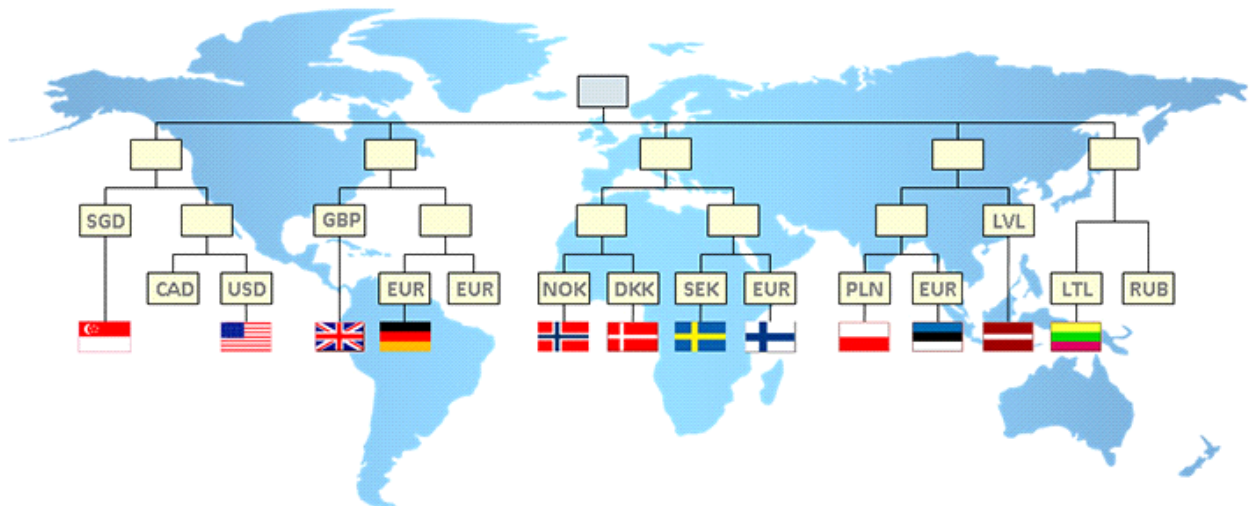 SGD
GBP
LVL
CAD
USD
EUR
EUR
NOK
DKK
SEK
EUR
PLN
EUR
LTL
RUB